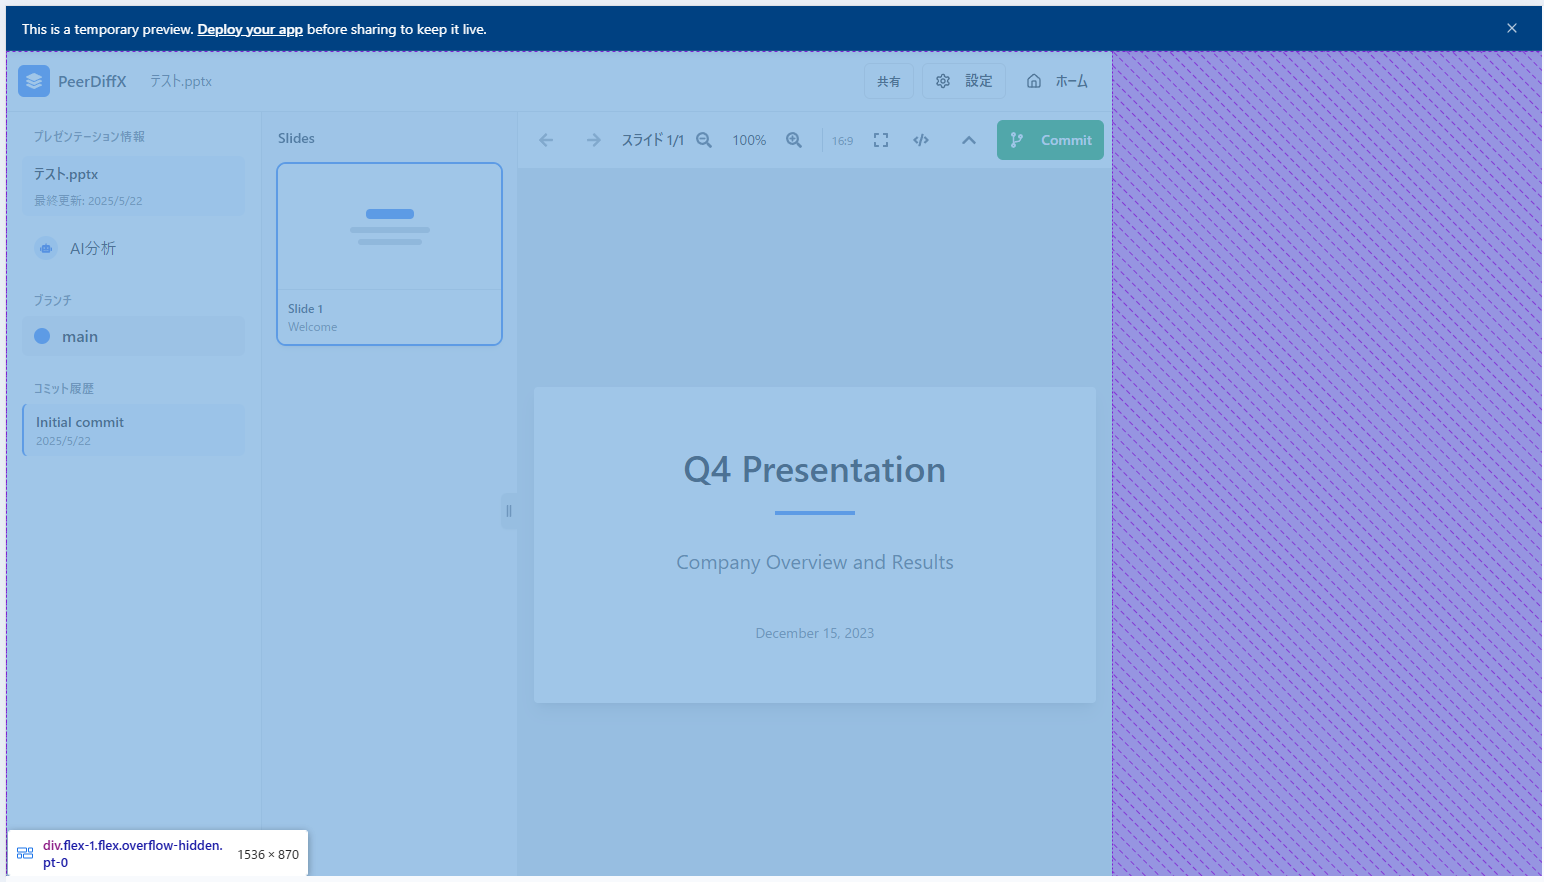 This is a temporary preview. Deploy your app before sharing to keep it live.
PeerDiffX テスト.pptx 共有 設定 ホーム
プレゼンテーション情報
テスト.pptx
最終更新: 2025/5/22
AI分析
ブランチ
main
コミット履歴
Initial commit
2025/5/22
Slides
Slide 1
Welcome
スライド 1/1 100% 16:9 Commit
Q4 Presentation
Company Overview and Results
December 15, 2023
div.flex-1.flex.overflow-hidden.
pt-0
1536 × 870